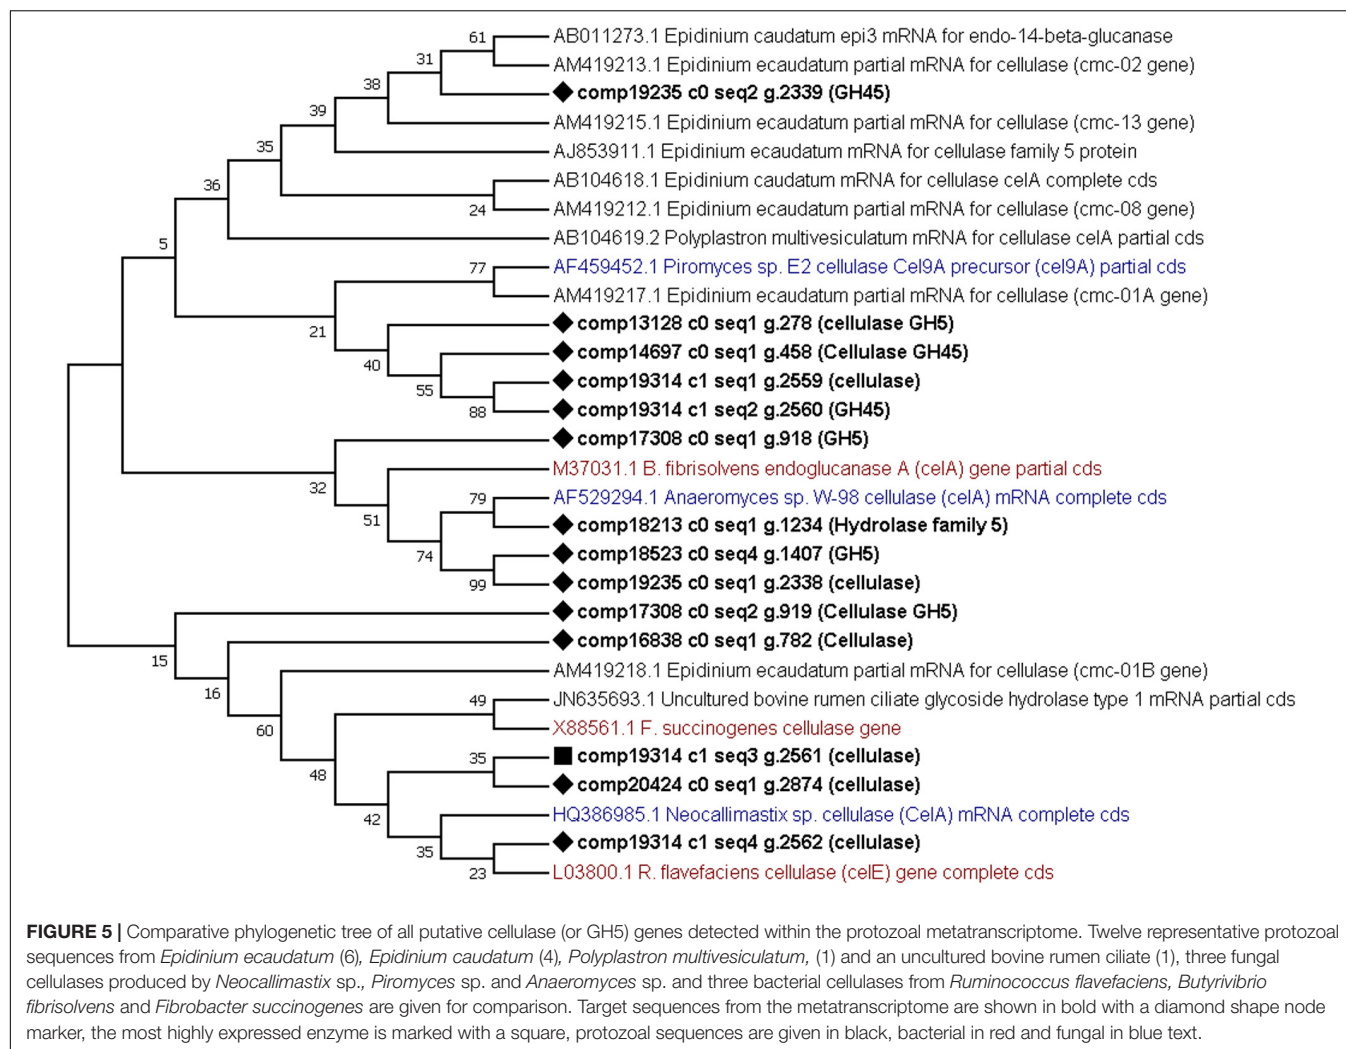 61
AB011273.1 Epidinium caudatum epi3 mRNA for endo-14-beta-glucanase
31
AM419213.1 Epidinium ecaudatum partial mRNA for cellulase (cmc-02 gene)
38
comp19235 c0 seq2 g.2339 (GH45)
39
AM419215.1 Epidinium ecaudatum partial mRNA for cellulase (cmc-13 gene)
35
AJ853911.1 Epidinium ecaudatum mRNA for cellulase family 5 protein
36
AB104618.1 Epidinium caudatum mRNA for cellulase celA complete cds
24
AM419212.1 Epidinium ecaudatum partial mRNA for cellulase (cmc-08 gene)
5
AB104619.2 Polyplastron multivesiculatum mRNA for cellulase celA partial cds
77
AF459452.1 Piromyces sp. E2 cellulase Cel9A precursor (cel9A) partial cds
AM419217.1 Epidinium ecaudatum partial mRNA for cellulase (cmc-01A gene)
21
comp13128 c0 seq1 g.278 (cellulase GH5)
40
comp14697 c0 seq1 g.458 (Cellulase GH45)
55
comp19314 c1 seq1 g.2559 (cellulase)
88
comp19314 c1 seq2 g.2560 (GH45)
comp17308 c0 seq1 g.918 (GH5)
32
M37031.1 B. fibrisolvens endoglucanase A (celA) gene partial cds
79
AF529294.1 Anaeromyces sp. W-98 cellulase (celA) mRNA complete cds
51
comp18213 c0 seq1 g.1234 (Hydrolase family 5)
74
comp18523 c0 seq4 g.1407 (GH5)
99
comp19235 c0 seq1 g.2338 (cellulase)
comp17308 c0 seq2 g.919 (Cellulase GH5)
15
comp16838 c0 seq1 g.782 (Cellulase)
16
AM419218.1 Epidinium ecaudatum partial mRNA for cellulase (cmc-01B gene)
49
JN635693.1 Uncultured bovine rumen ciliate glycoside hydrolase type 1 mRNA partial cds
60
X88561.1 F. succinogenes cellulase gene
48
35
comp19314 c1 seq3 g.2561 (cellulase)
comp20424 c0 seq1 g.2874 (cellulase)
42
HQ386985.1 Neocallimastix sp. cellulase (CelA) mRNA complete cds
35
comp19314 c1 seq4 g.2562 (cellulase)
23
L03800.1 R. flavefaciens cellulase (celE) gene complete cds
FIGURE 5 | Comparative phylogenetic tree of all putative cellulase (or GH5) genes detected within the protozoal metatranscriptome. Twelve representative protozoal
sequences from Epidinium ecaudatum (6), Epidinium caudatum (4), Polyplastron multivesiculatum, (1) and an uncultured bovine rumen ciliate (1), three fungal
cellulases produced by Neocallimastix sp., Piromyces sp. and Anaeromyces sp. and three bacterial cellulases from Ruminococcus flavefaciens, Butyrivibrio
fibrisolvens and Fibrobacter succinogenes are given for comparison. Target sequences from the metatranscriptome are shown in bold with a diamond shape node
marker, the most highly expressed enzyme is marked with a square, protozoal sequences are given in black, bacterial in red and fungal in blue text.